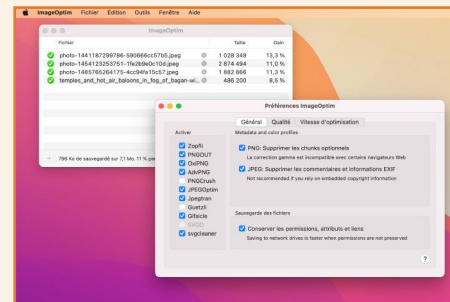 ImageOptim Fichier Édition Outils Fenêtre Aide
ImageOptim
Fichier Taille Gain
photo-1441187299786-590666cc57b5.jpeg 1 028 349 13,3 %
photo-1454123253751-1fe2b9e0c10d.jpeg 2 874 494 11,0 %
photo-1465765264175-4cc94fa15c57.jpeg 1 882 866 11,3 %
temples_and_hot_air_baloons_in_fog_of_bagan-wi... 486 200 8,5 %
796 Ko de sauvegardé sur 7,1 Mo. 11 % par
Préférences ImageOptim
Général Qualité Vitesse d'optimisation
Activer
Zopfli
PNGOUT
OxiPNG
AdvPNG
PNGCrush
JPEGOptim
Jpegtran
Guetzli
Gifsicle
SVGO
svgcleaner
Metadata and color profiles
PNG: Supprimer les chunks optionnels
La correction gamme est incompatible avec certains navigateurs Web
JPEG: Supprimer les commentaires et informations EXIF
Not recommended if you rely on embedded copyright information
Sauvegarde des fichiers
Conserver les permissions, attributs et liens
Saving to network drives is faster when permissions are not preserved
?